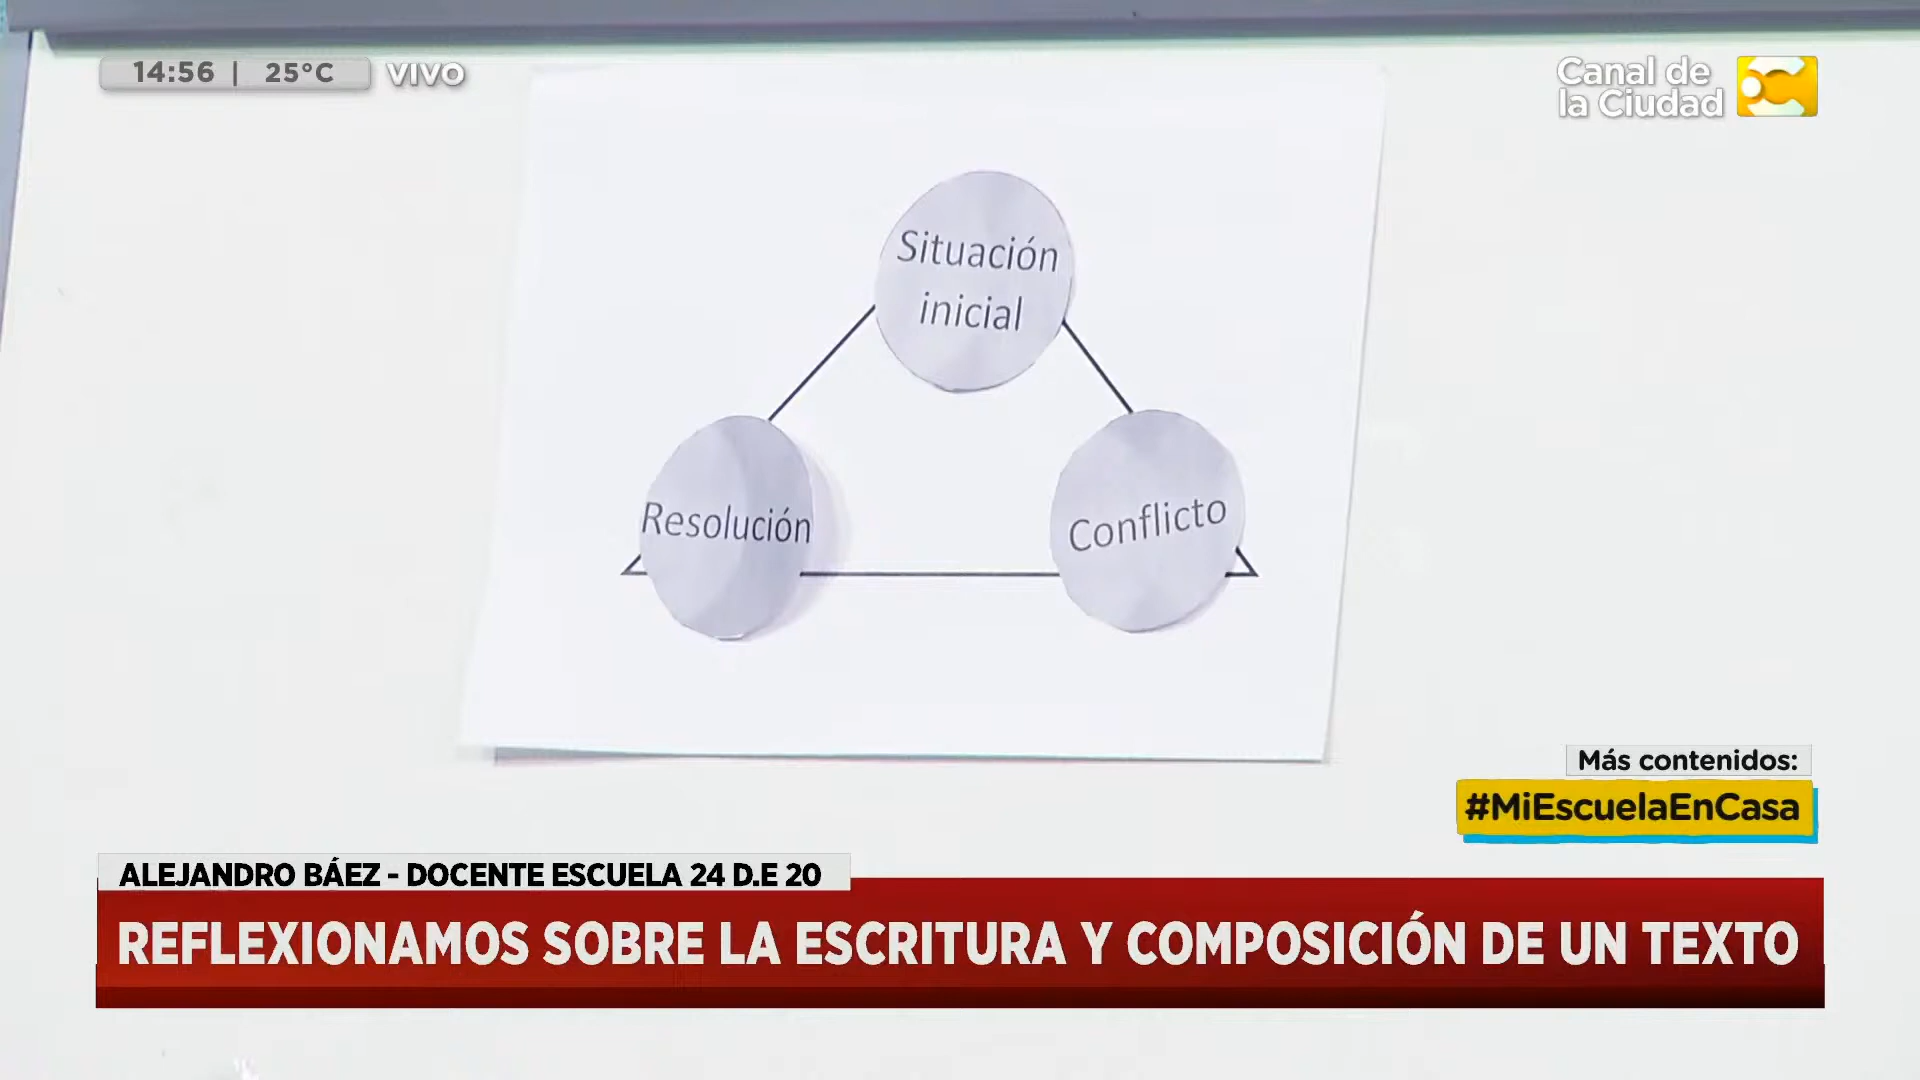 14:56 | 25°C VIVO
Canal de
la Ciudad
Situación
inicial
Resolución
Conflicto
Más contenidos:
#MiEscuelaEnCasa
ALEJANDRO BÁEZ - DOCENTE ESCUELA 24 D.E 20
REFLEXIONAMOS SOBRE LA ESCRITURA Y COMPOSICIÓN DE UN TEXTO